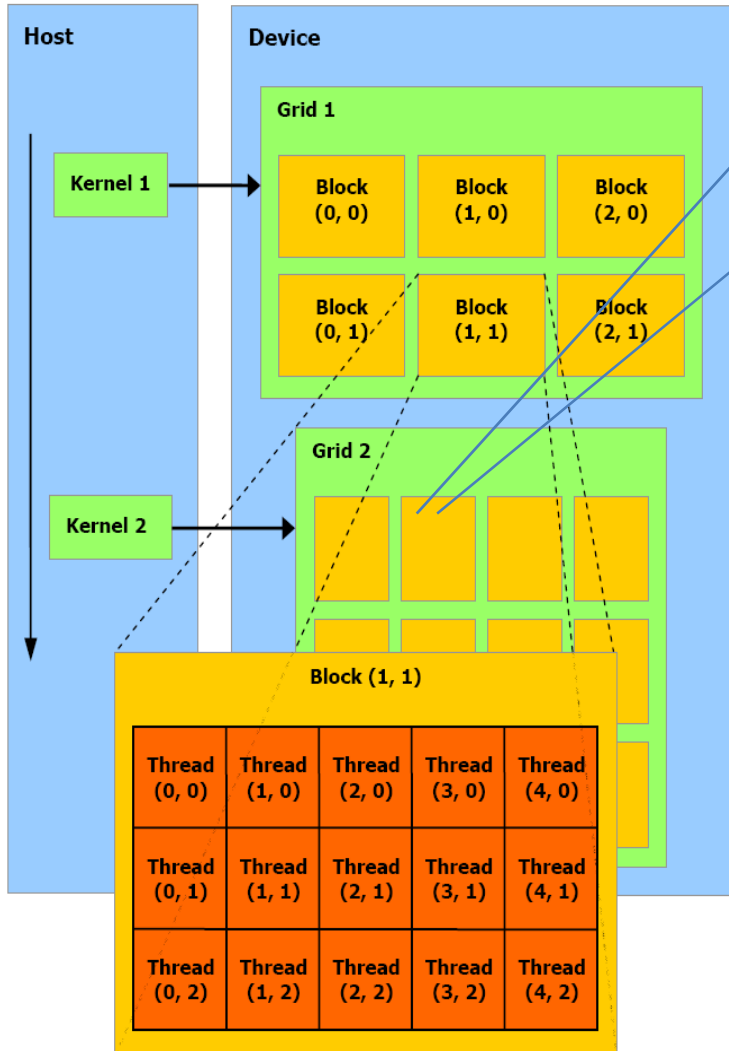 Host
Device
Grid 1
Kernel 1
Block
(0, 0)
Block
(1, 0)
Block
(2, 0)
Block
(0, 1)
Block
(1, 1)
Block
(2, 1)
Grid 2
Kernel 2
Block (1, 1)
Thread
(0, 0)
Thread
(1, 0)
Thread
(2, 0)
Thread
(3, 0)
Thread
(4, 0)
Thread
(0, 1)
Thread
(1, 1)
Thread
(2, 1)
Thread
(3, 1)
Thread
(4, 1)
Thread
(0, 2)
Thread
(1, 2)
Thread
(2, 2)
Thread
(3, 2)
Thread
(4, 2)